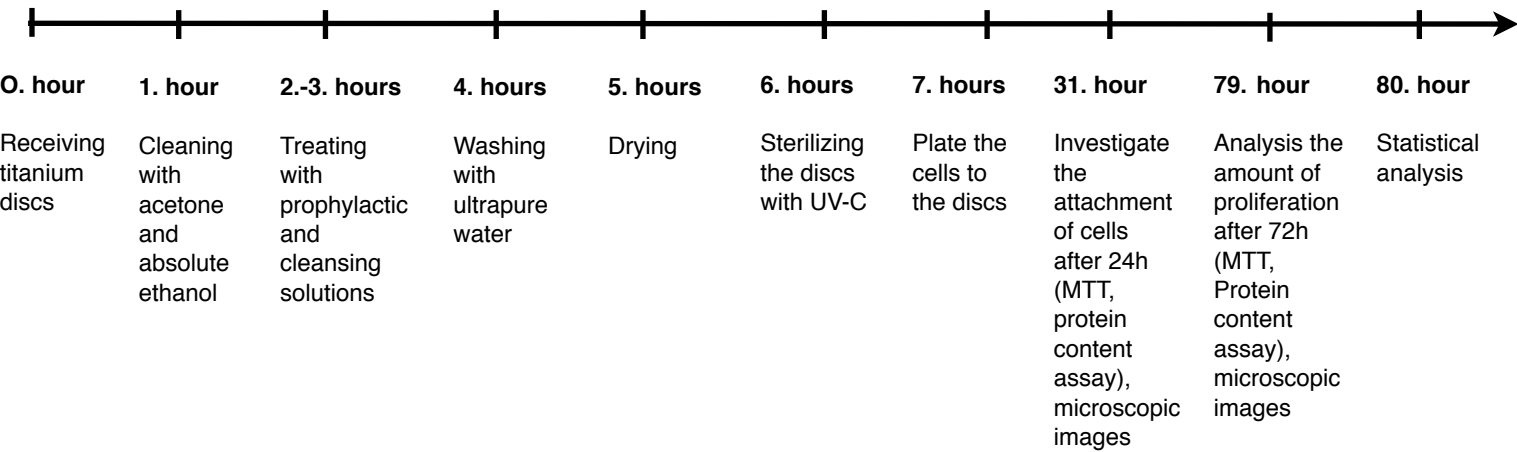 O. hour
Receiving
titanium
discs
1. hour
Cleaning
with
acetone
and
absolute
ethanol
2.-3. hours
Treating
with
prophylactic
and
cleansing
solutions
4. hours
Washing
with
ultrapure
water
5. hours
Drying
6. hours
Sterilizing
the discs
with UV-C
7. hours
Plate the
cells to
the discs
31. hour
Investigate
the
attachment
of cells
after 24h
(MTT,
protein
content
assay),
microscopic
images
79. hour
Analysis the
amount of
proliferation
after 72h
(MTT,
Protein
content
assay),
microscopic
images
80. hour
Statistical
analysis